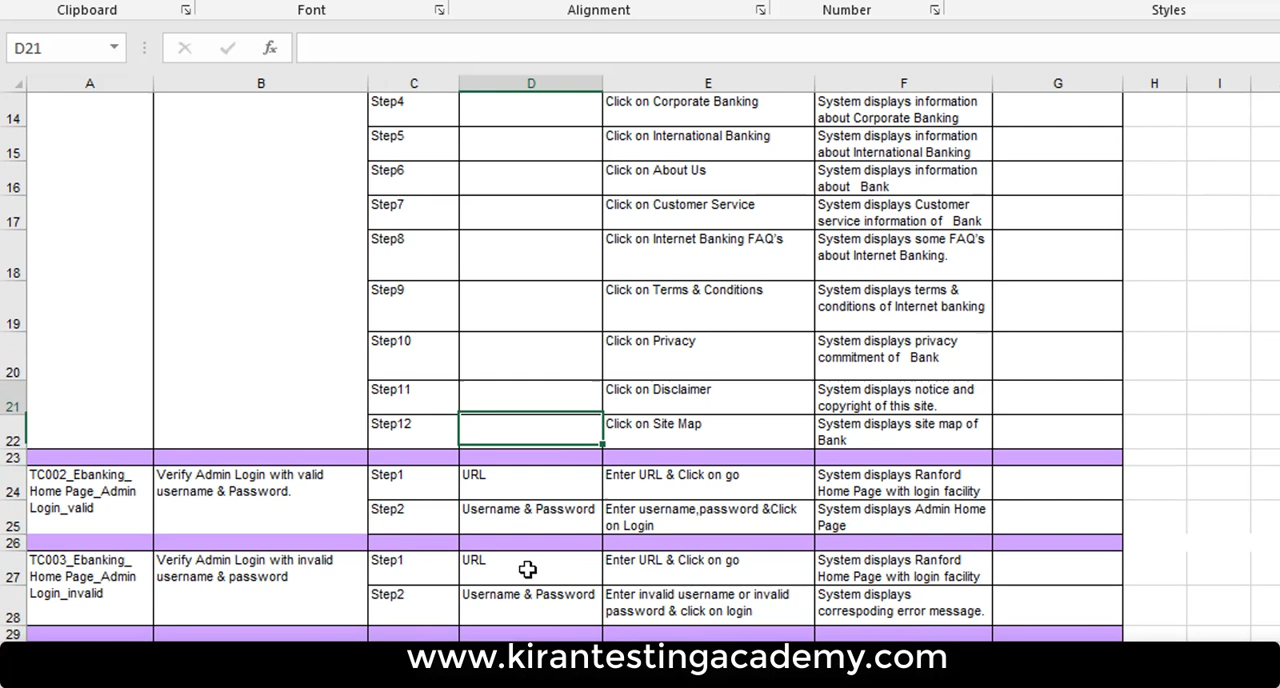 Clipboard Font Alignment Number Styles
D21 fx
A B C D E F G H I
14 Step4 Click on Corporate Banking System displays information
about Corporate Banking
15 Step5 Click on International Banking System displays information
about International Banking
16 Step6 Click on About Us System displays information
about Bank
17 Step7 Click on Customer Service System displays Customer
service information of Bank
18 Step8 Click on Internet Banking FAQ's System displays some FAQ's
about Internet Banking.
19 Step9 Click on Terms & Conditions System displays terms &
conditions of Internet banking
20 Step10 Click on Privacy System displays privacy
commitment of Bank
21 Step11 Click on Disclaimer System displays notice and
copyright of this site.
22 Step12 Click on Site Map System displays site map of
Bank
23
24 TC002_Ebanking_ Verify Admin Login with valid Step1 URL Enter URL & Click on go System displays Ranford
Home Page_Admin username & Password. Home Page with login facility
25 Login_valid Step2 Username & Password Enter username,password &Click System displays Admin Home
on Login Page
26
27 TC003_Ebanking_ Verify Admin Login with invalid Step1 URL Enter URL & Click on go System displays Ranford
Home Page_Admin username & password Home Page with login facility
28 Login_invalid Step2 Username & Password Enter invalid username or invalid System displays
password & click on login correspoding error message.
29
www.kirantestingacademy.com